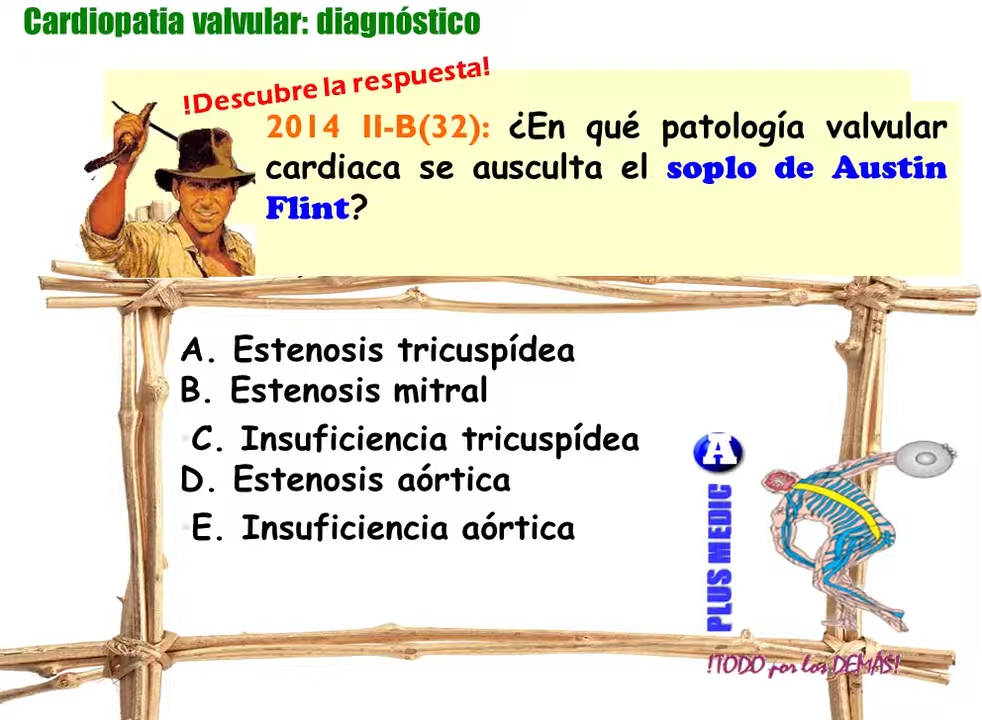 Cardiopatia valvular: diagnóstico
!Descubre la respuesta!
2014 II-B(32): ¿En qué patología valvular
cardiaca se ausculta el soplo de Austin
Flint?
A. Estenosis tricuspídea
B. Estenosis mitral
C. Insuficiencia tricuspídea
D. Estenosis aórtica
E. Insuficiencia aórtica
A
PLUS MEDIC
!TODO por los DEMÁS!